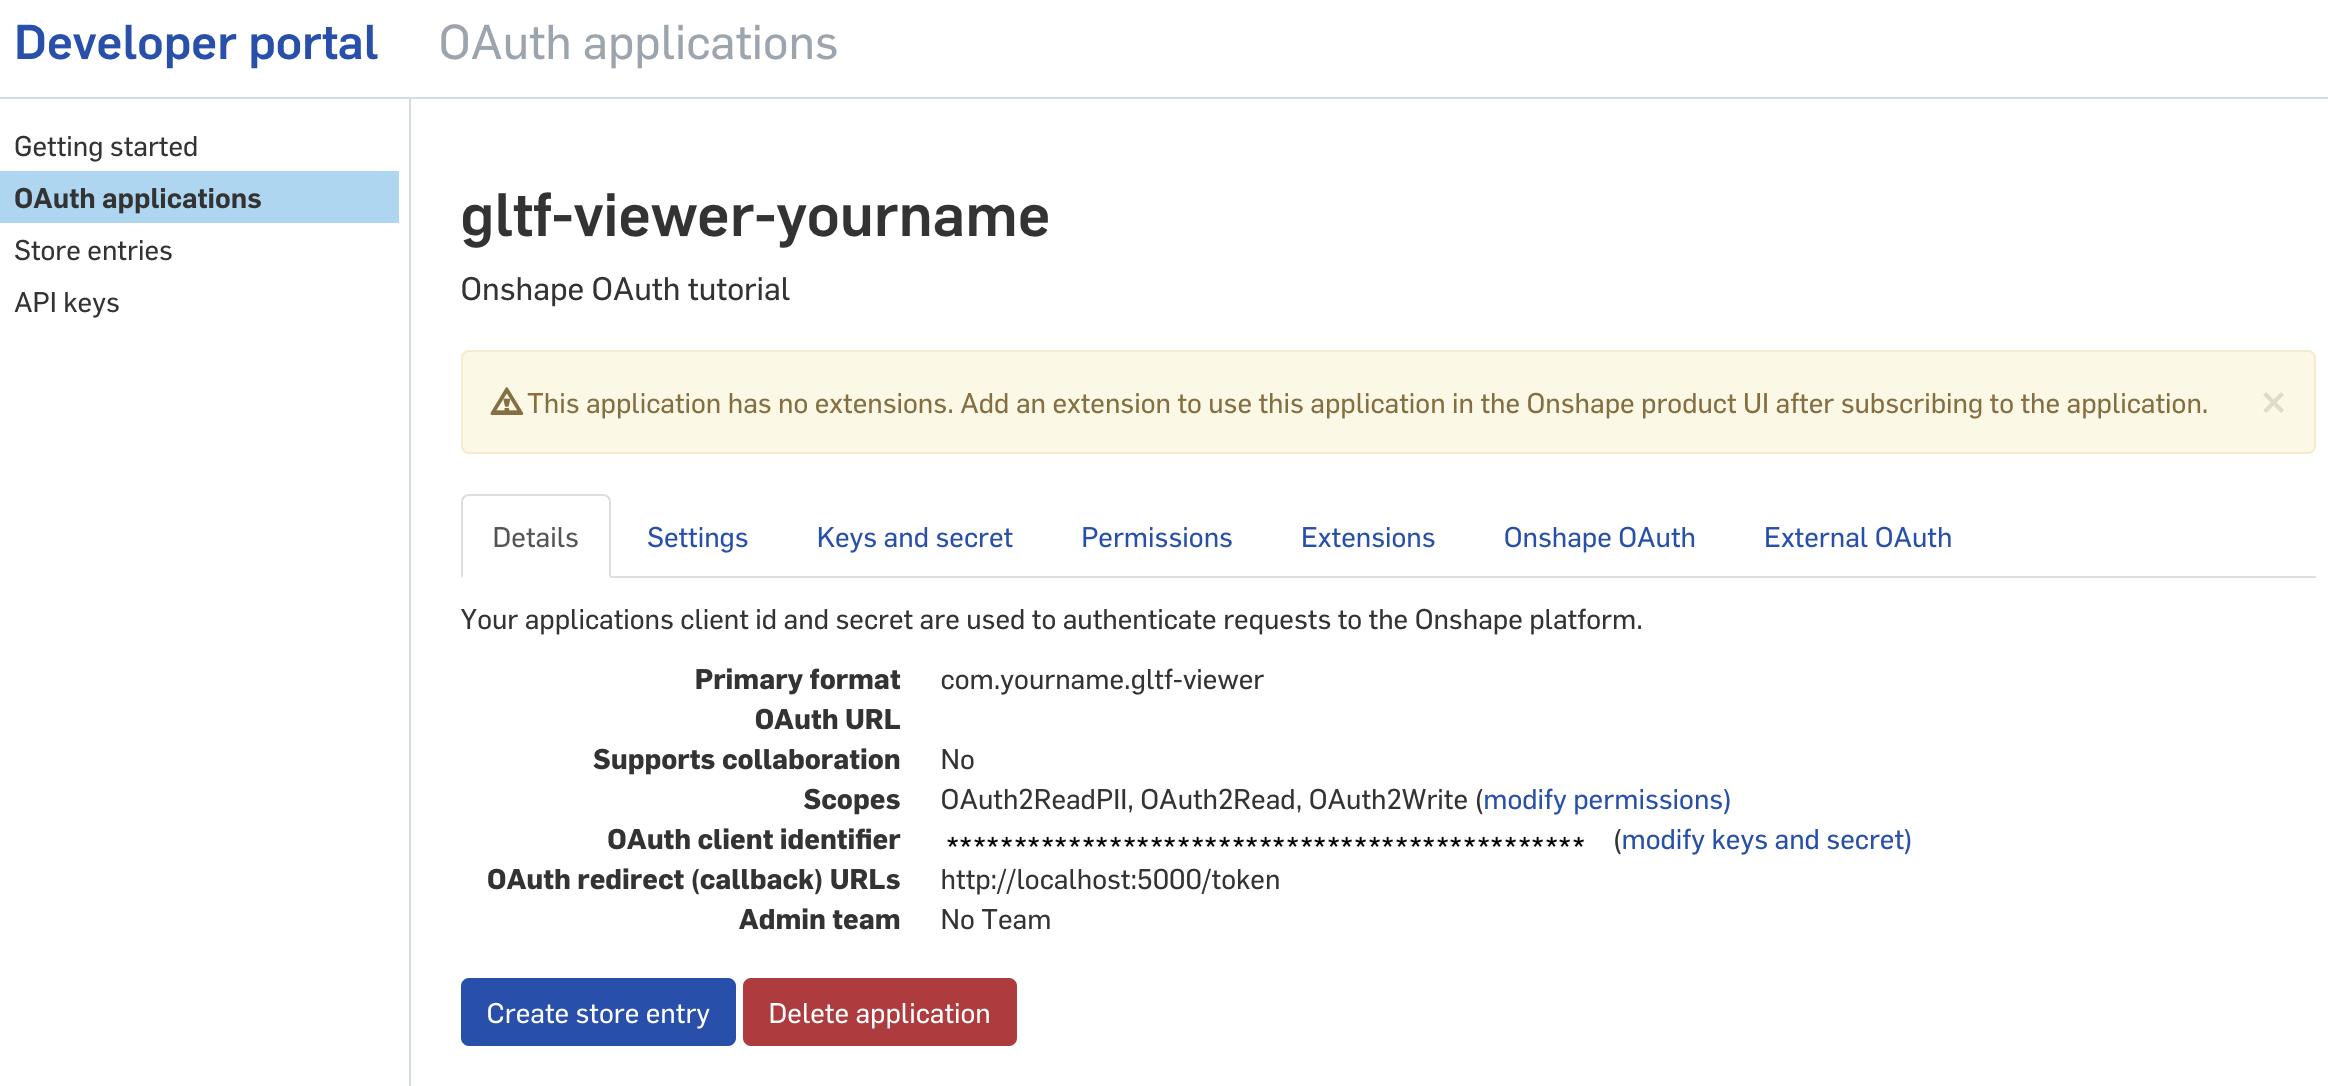 Developer portal OAuth applications
Getting started
OAuth applications
Store entries
API keys
gltf-viewer-yourname
Onshape OAuth tutorial
This application has no extensions. Add an extension to use this application in the Onshape product UI after subscribing to the application. ×
Details Settings Keys and secret Permissions Extensions Onshape OAuth External OAuth
Your applications client id and secret are used to authenticate requests to the Onshape platform.
Primary format com.yourname.gltf-viewer
OAuth URL
Supports collaboration No
Scopes OAuth2ReadPII, OAuth2Read, OAuth2Write (modify permissions)
OAuth client identifier *********************************************** (modify keys and secret)
OAuth redirect (callback) URLs http://localhost:5000/token
Admin team No Team
Create store entry Delete application